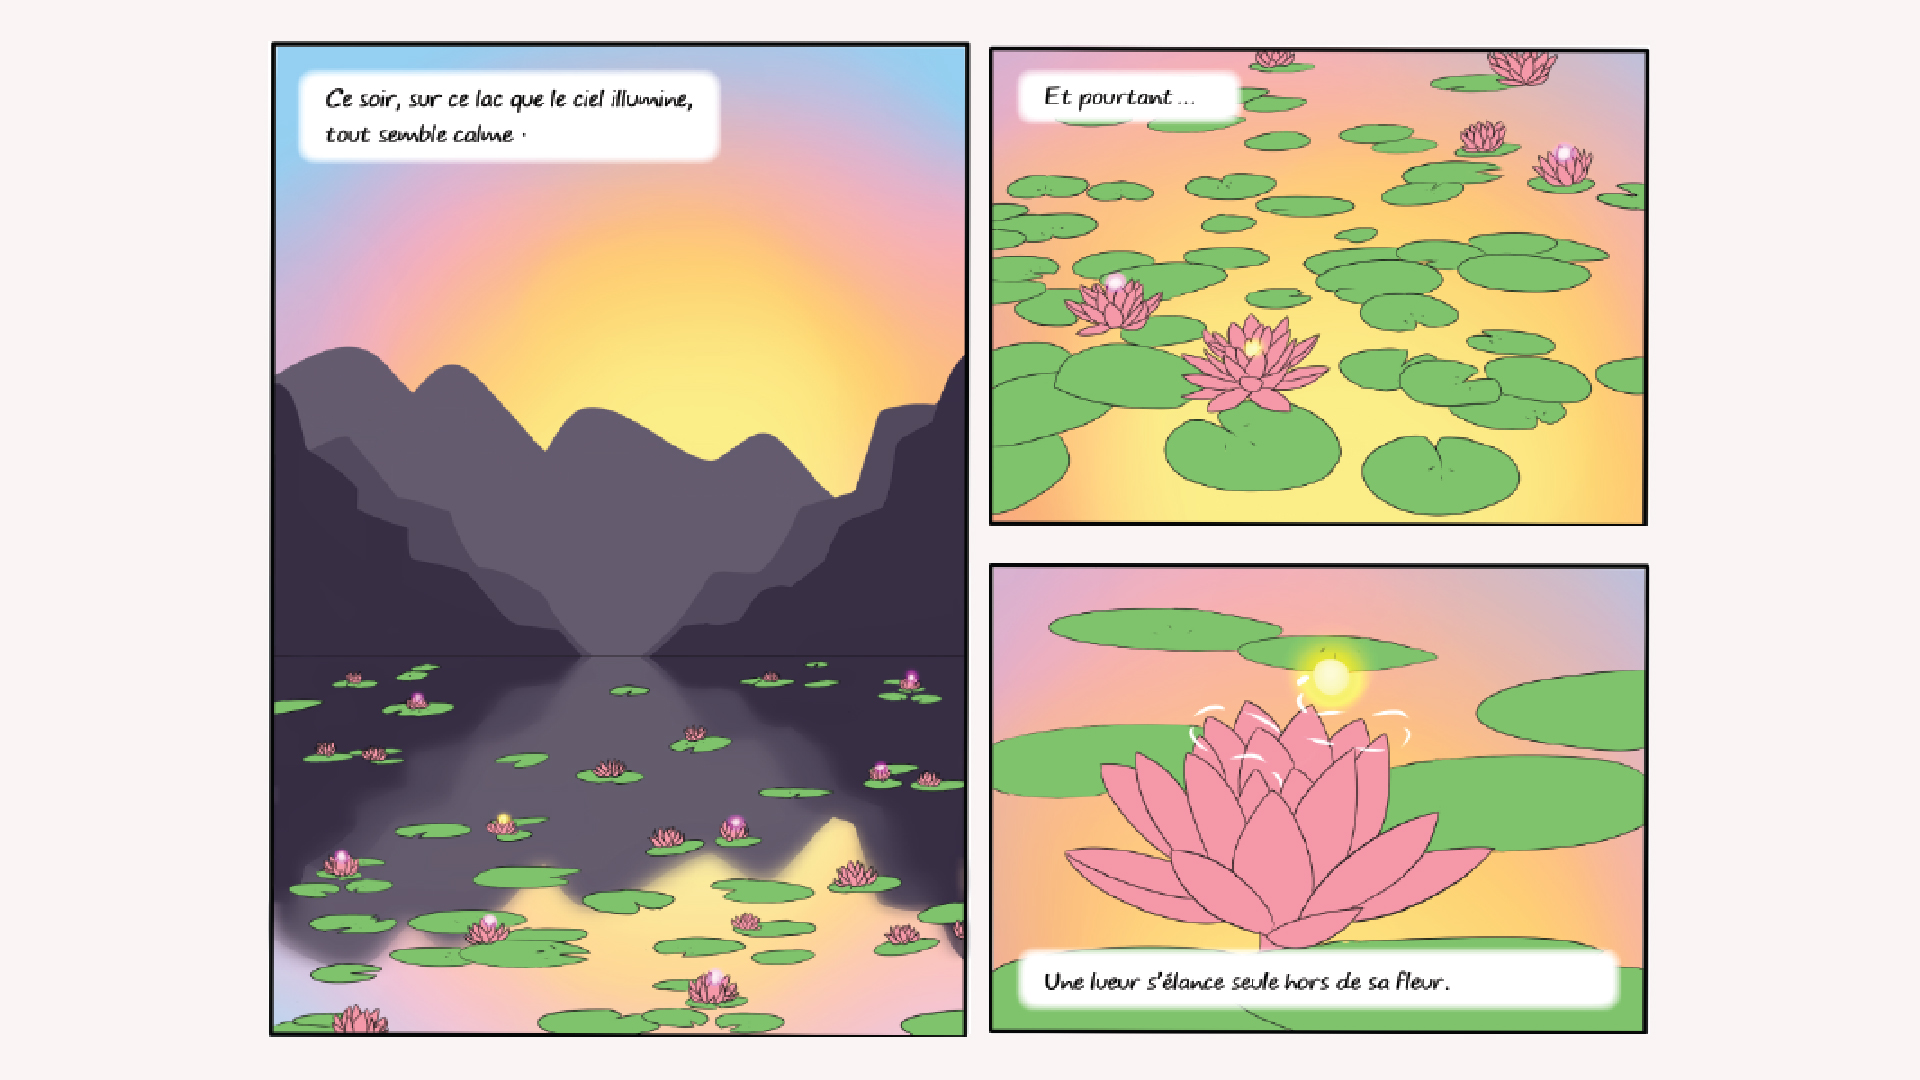 Ce soir, sur ce lac que le ciel illumine,
tout semble calme .
Et pourtant ...
Une lueur s'élance seule hors de sa fleur.